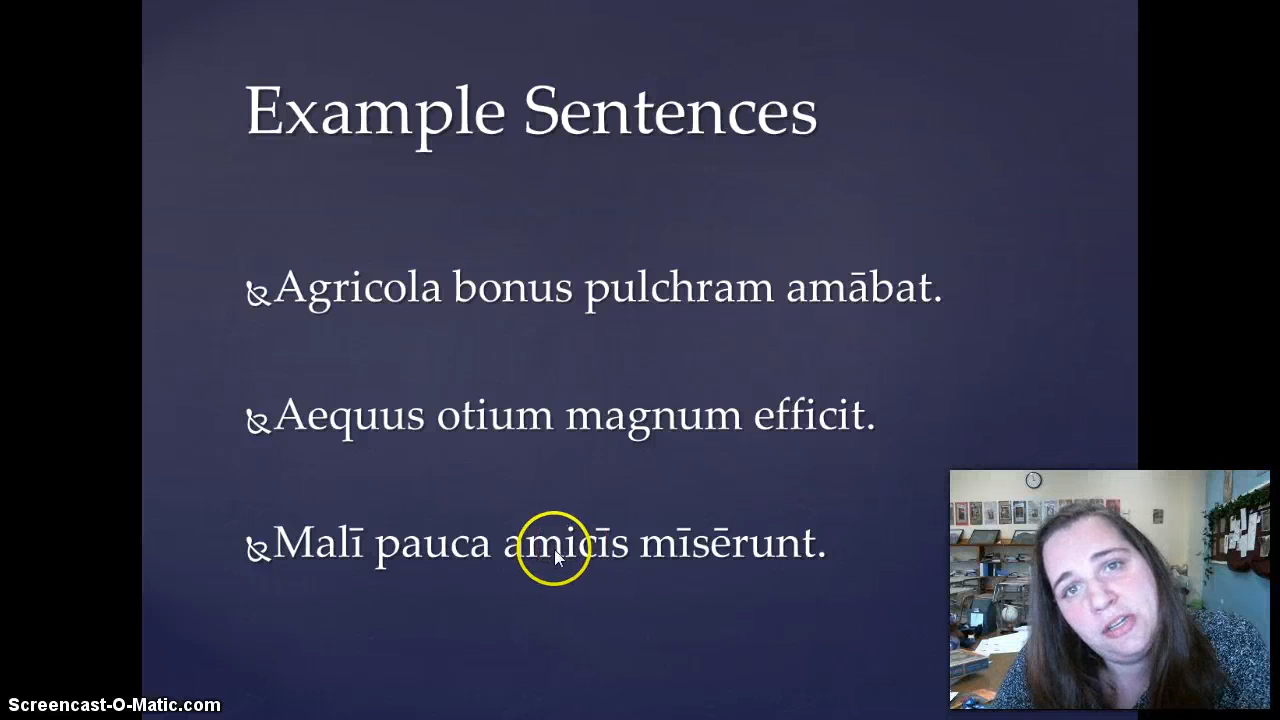 Example Sentences
Agricola bonus pulchram amābat.
Aequus otium magnum efficit.
Malī pauca amicīs mīsērunt.
Screencast-O-Matic.com